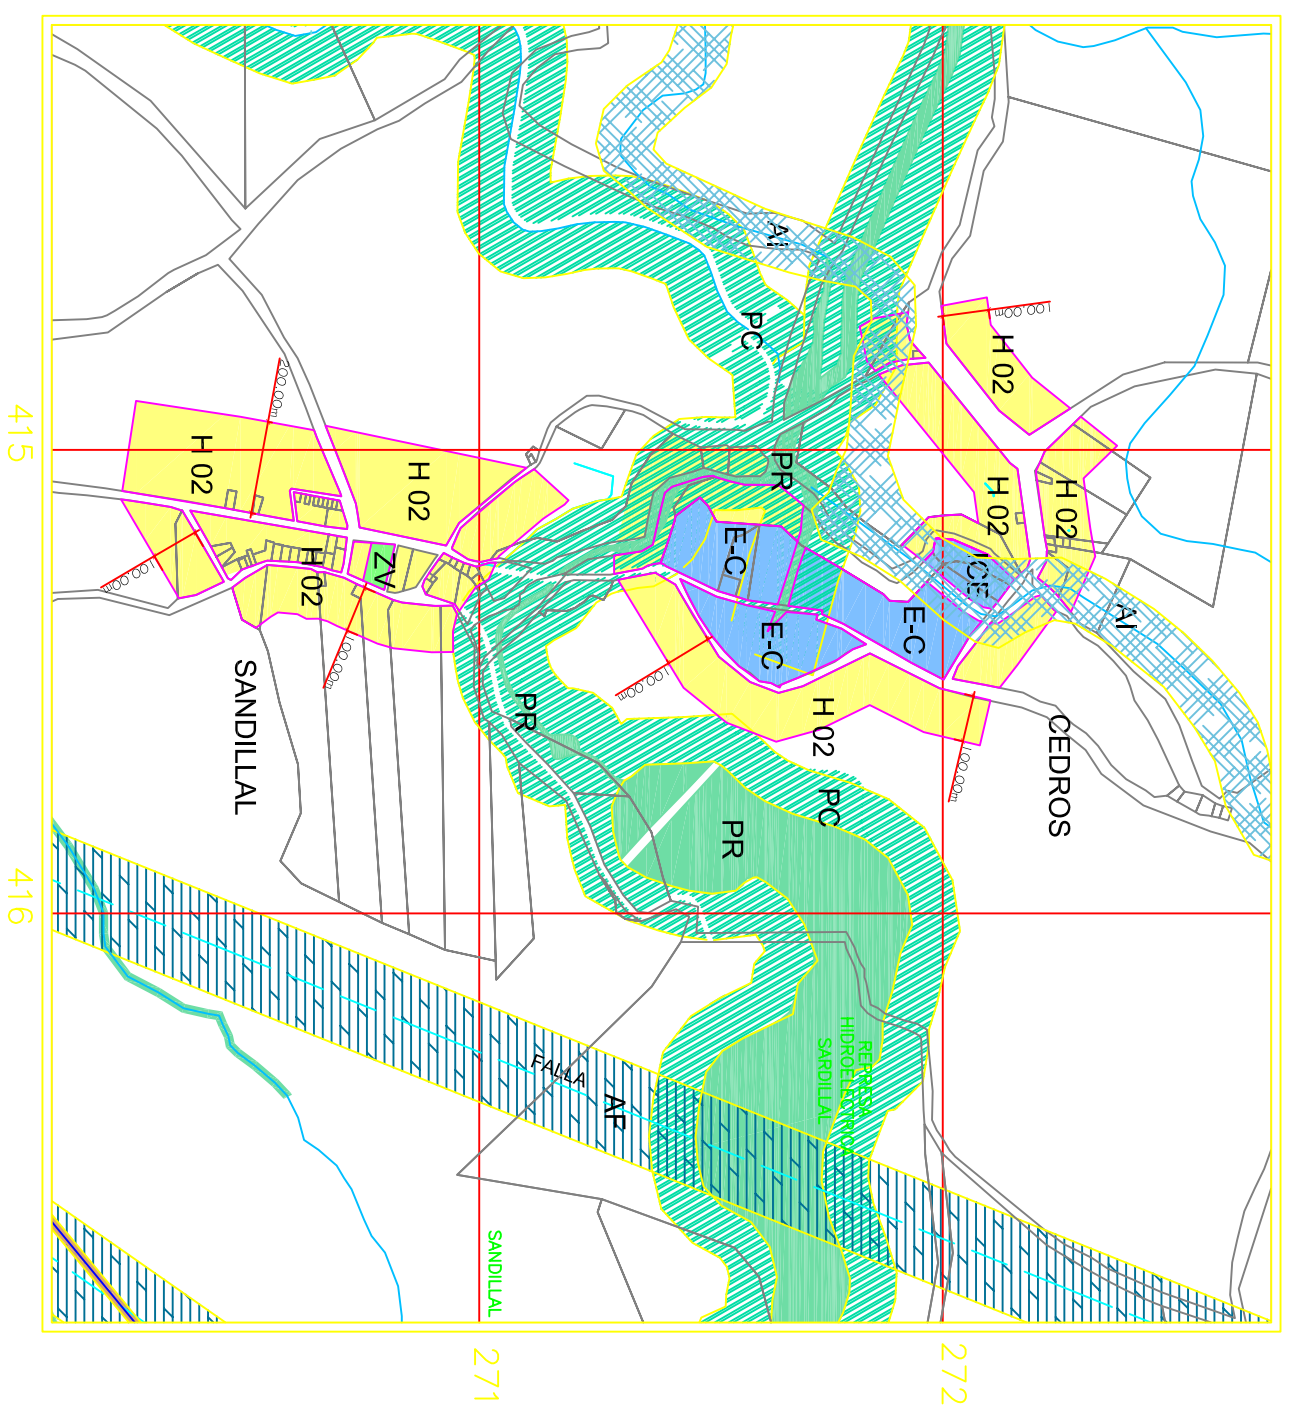 AI
H 02
CEDROS
100.00m
H 02
H 02
ICE
272
100.00m
E-C
REPRESA
HIDROELECTRICA
SARDILLAL
PC
H 02
PR
AI
E-C
PC
E-C
PR
100.00m
AF
FALLA
PR
SANDILLAL
271
H 02
ZV
100.00m
H 02
200.00m
SANDILLAL
H 02
100.00m
415
416